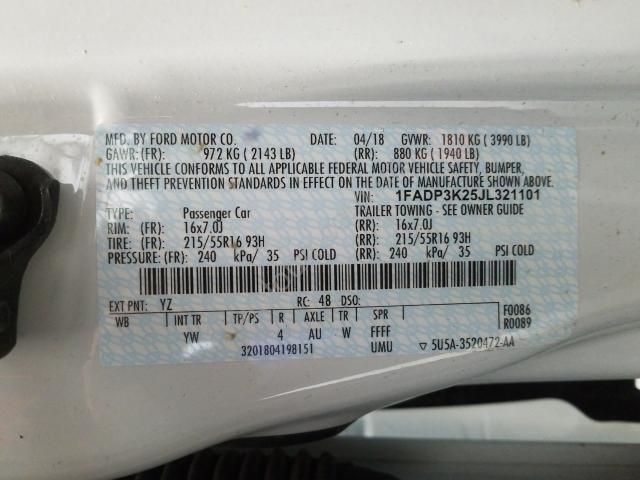 MFD. BY FORD MOTOR CO. DATE: 04/18 GVWR: 1810 KG ( 3990 LB)
GAWR: (FR): 972 KG ( 2143 LB) (RR): 880 KG ( 1940 LB)
THIS VEHICLE CONFORMS TO ALL APPLICABLE FEDERAL MOTOR VEHICLE SAFETY, BUMPER,
AND THEFT PREVENTION STANDARDS IN EFFECT ON THE DATE OF MANUFACTURE SHOWN ABOVE.
VIN: 1FADP3K25JL321101
TYPE: Passenger Car TRAILER TOWING - SEE OWNER GUIDE
RIM: (FR) 16x7.0J (RR): 16x7.0J
TIRE: (FR) 215/55R16 93H (RR): 215/55R16 93H
PRESSURE: (FR) 240 kPa/ 35 PSI COLD (RR): 240 kPa/ 35 PSI COLD
EXT PNT: YZ RC: 48 DSO:
WB INT TR TP/PS R AXLE TR SPR F0086
YW 4 AU W FFFF R0089
3201804198151 UMU ▽ 5U5A-3520472-AA